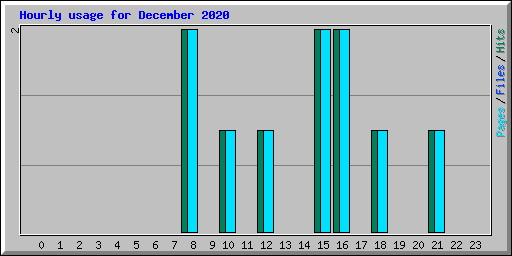 Hourly usage for December 2020
2
Pages/Files/Hits
0 1 2 3 4 5 6 7 8 9 10 11 12 13 14 15 16 17 18 19 20 21 22 23